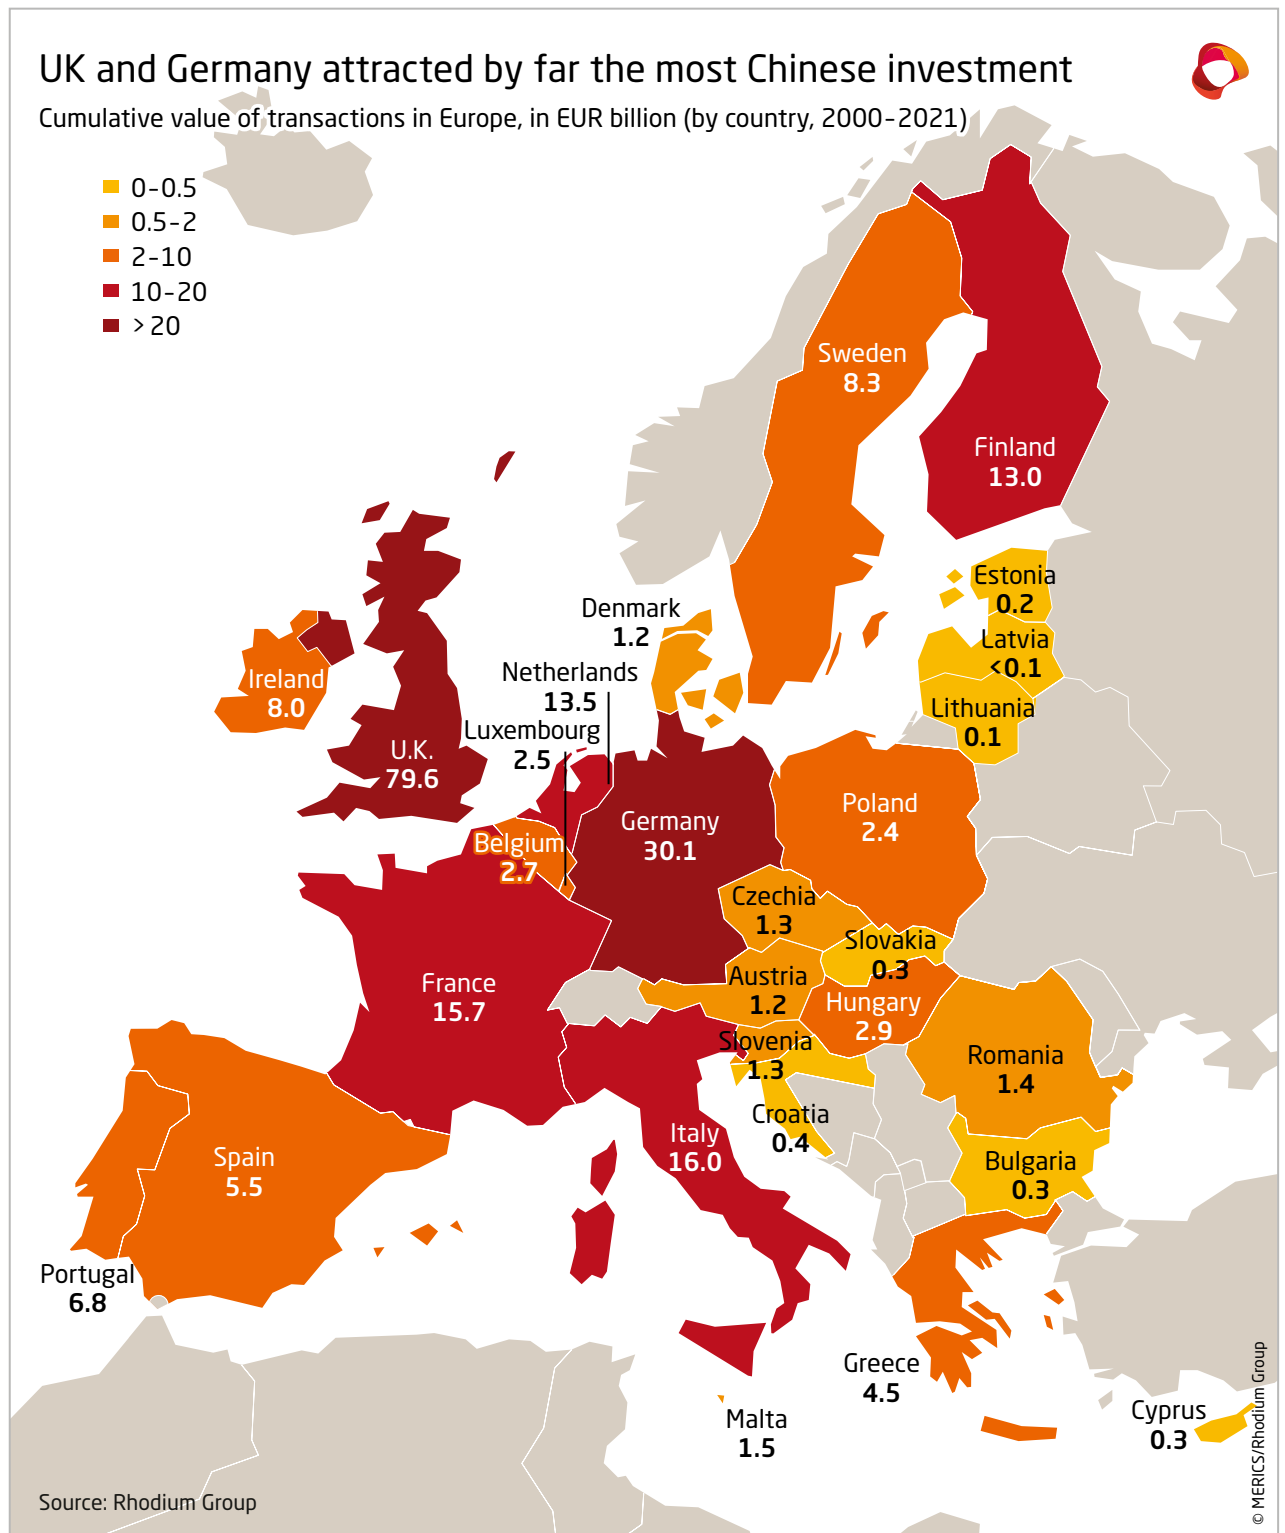 UK and Germany attracted by far the most Chinese investment
Cumulative value of transactions in Europe, in EUR billion (by country, 2000–2021)
0–0.5
0.5–2
2–10
10–20
>20
Sweden
8.3
Finland
13.0
Estonia
0.2
Denmark
1.2
Latvia
<0.1
Netherlands
13.5
Ireland
8.0
Lithuania
0.1
Luxembourg
2.5
U.K.
79.6
Poland
2.4
Germany
30.1
Belgium
2.7
Czechia
1.3
Slovakia
0.3
Austria
1.2
France
15.7
Hungary
2.9
Slovenia
1.3
Romania
1.4
Croatia
0.4
Italy
16.0
Spain
5.5
Bulgaria
0.3
Portugal
6.8
Greece
4.5
Malta
1.5
Cyprus
0.3
Source: Rhodium Group
© MERICS/Rhodium Group